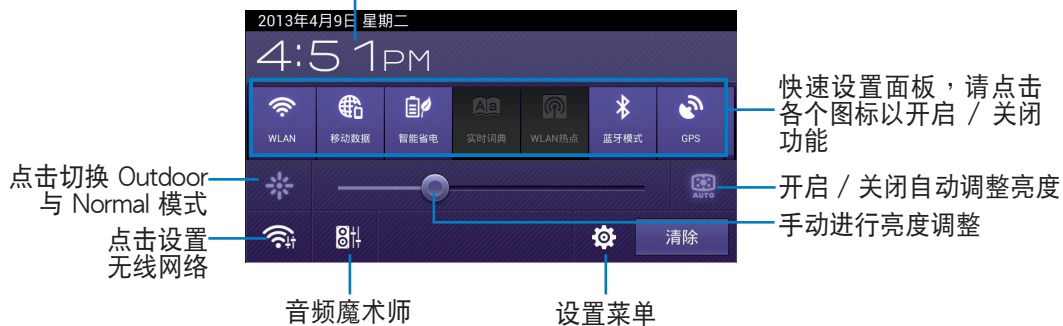 2013年4月9日 星期二
4:51PM
WLAN
移动数据
智能省电
实时词典
WLAN热点
蓝牙模式
GPS
快速设置面板，请点击
各个图标以开启 / 关闭
功能
点击切换 Outdoor
与 Normal 模式
AUTO
开启 / 关闭自动调整亮度
手动进行亮度调整
点击设置
无线网络
清除
音频魔术师
设置菜单